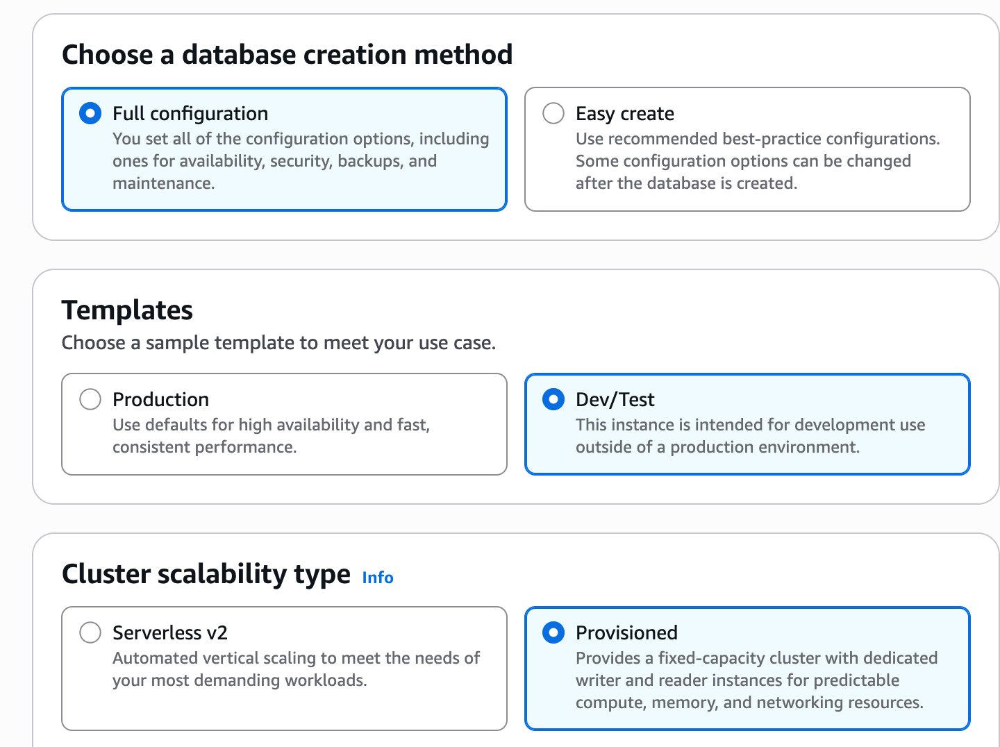 Choose a database creation method
Full configuration
You set all of the configuration options, including
ones for availability, security, backups, and
maintenance.
Easy create
Use recommended best-practice configurations.
Some configuration options can be changed
after the database is created.
Templates
Choose a sample template to meet your use case.
Production
Use defaults for high availability and fast,
consistent performance.
Dev/Test
This instance is intended for development use
outside of a production environment.
Cluster scalability type Info
Serverless v2
Automated vertical scaling to meet the needs of
your most demanding workloads.
Provisioned
Provides a fixed-capacity cluster with dedicated
writer and reader instances for predictable
compute, memory, and networking resources.